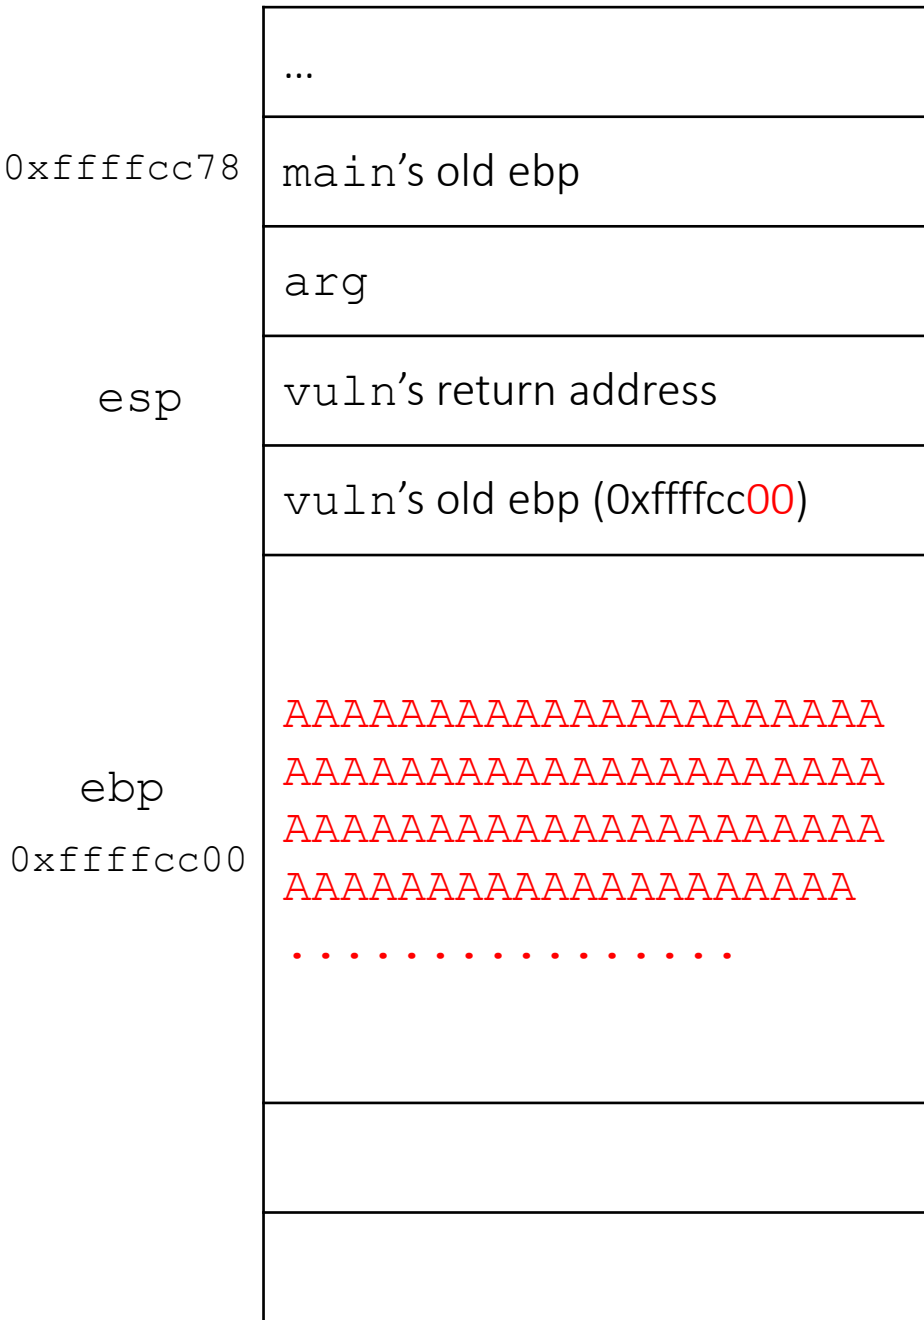 ...
0xffffcc78
main’s old ebp
arg
esp
vuln’s return address
vuln’s old ebp (0xffffcc00)
AAAAAAAAAAAAAAAAAAAAA
AAAAAAAAAAAAAAAAAAAAA
ebp
AAAAAAAAAAAAAAAAAAAAA
0xffffcc00
AAAAAAAAAAAAAAAAAAAA
................